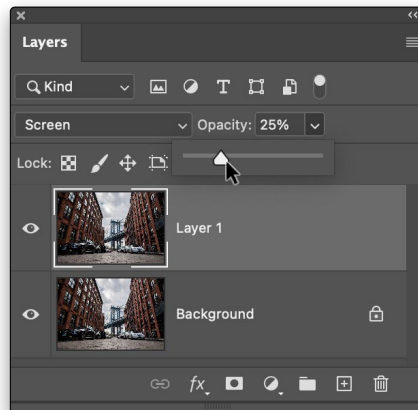 Layers
Kind
Screen Opacity: 25%
Lock:
Layer 1
Background
fx